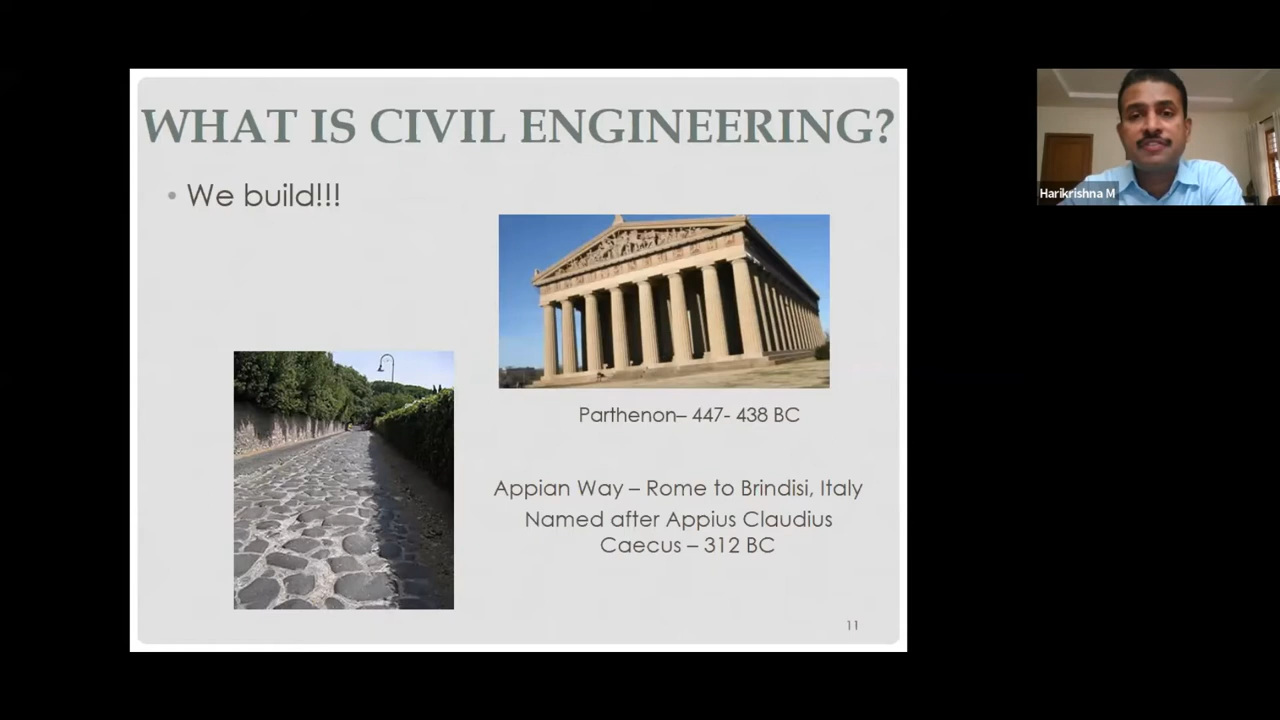 WHAT IS CIVIL ENGINEERING?
• We build!!!
Parthenon– 447- 438 BC
Appian Way – Rome to Brindisi, Italy
Named after Appius Claudius
Caecus – 312 BC
11
Harikrishna M